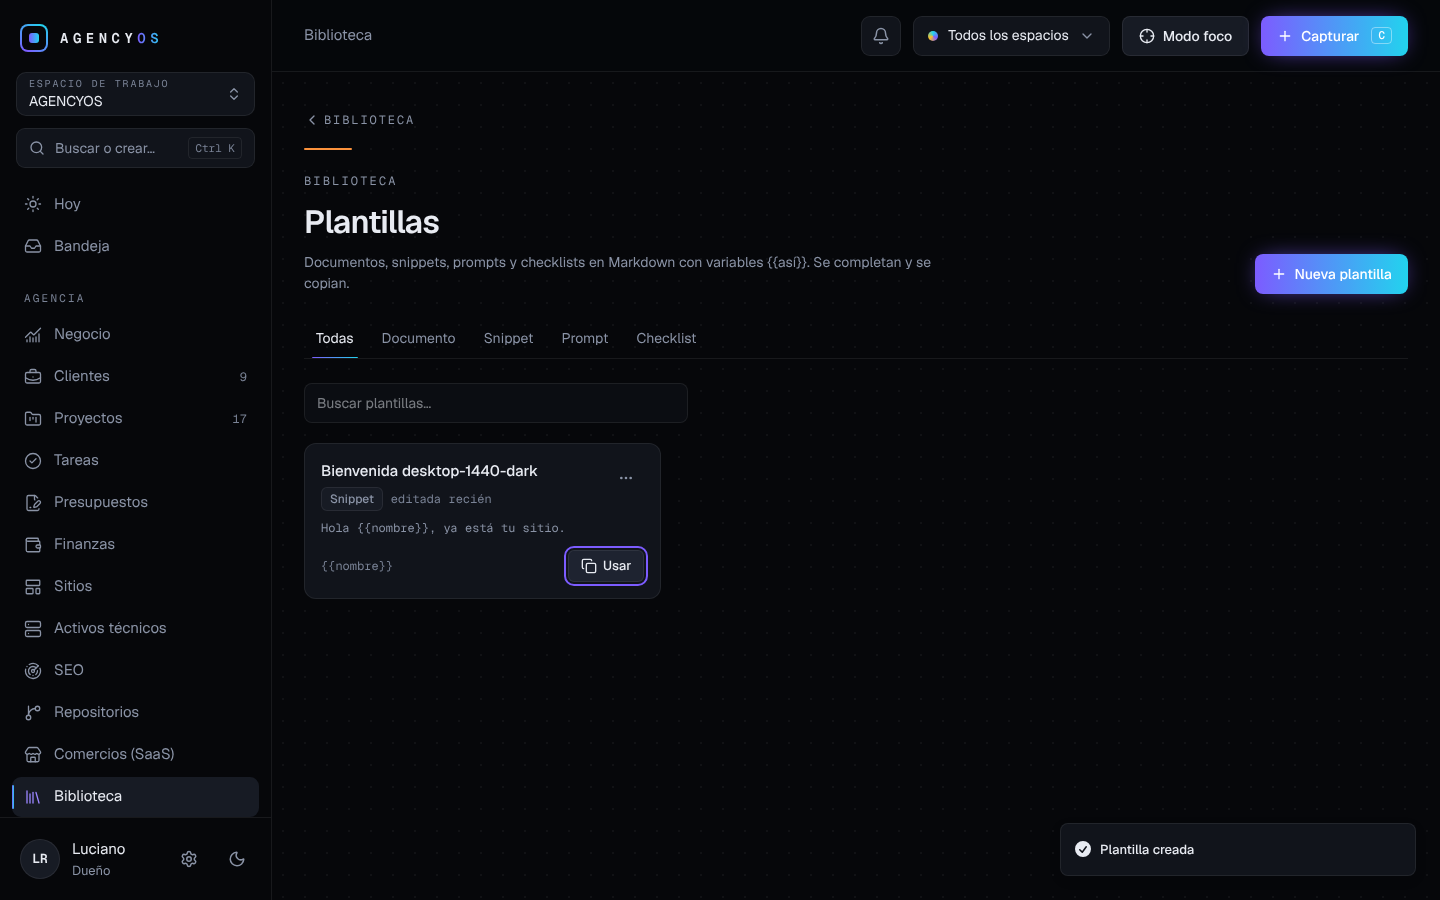 AGENCYOS
ESPACIO DE TRABAJO
AGENCYOS
Buscar o crear...
Ctrl K
Hoy
Bandeja
AGENCIA
Negocio
Clientes 9
Proyectos 17
Tareas
Presupuestos
Finanzas
Sitios
Activos técnicos
SEO
Repositorios
Comercios (SaaS)
Biblioteca
LR
Luciano
Dueño
Biblioteca
Todos los espacios
Modo foco
Capturar C
BIBLIOTECA
BIBLIOTECA
Plantillas
Documentos, snippets, prompts y checklists en Markdown con variables {{así}}. Se completan y se
copian.
Nueva plantilla
Todas Documento Snippet Prompt Checklist
Buscar plantillas...
Bienvenida desktop-1440-dark
Snippet editada recién
Hola {{nombre}}, ya está tu sitio.
{{nombre}}
Usar
Plantilla creada